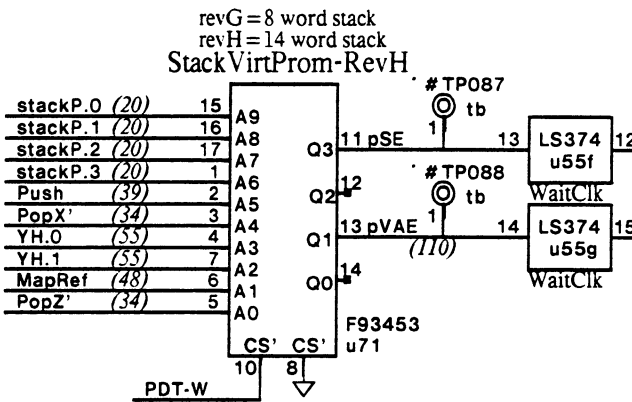 revG = 8 word stack
revH = 14 word stack
StackVirtProm-RevH
# TP087
tb
1
# TP088
tb
1
stackP.0 (20) 15 A9
stackP.1 (20) 16 A8
stackP.2 (20) 17 A7
stackP.3 (20) 1 A6
Push (39) 2 A5
PopX' (34) 3 A4
YH.0 (55) 4 A3
YH.1 (55) 7 A2
MapRef (48) 6 A1
PopZ' (34) 5 A0
Q3 11 pSE 13 LS374 12
u55f
WaitClk
Q2 12
Q1 13 pVAE (110) 14 LS374 15
u55g
WaitClk
Q0 14
F93453
u71
CS' CS'
10 8
PDT-W